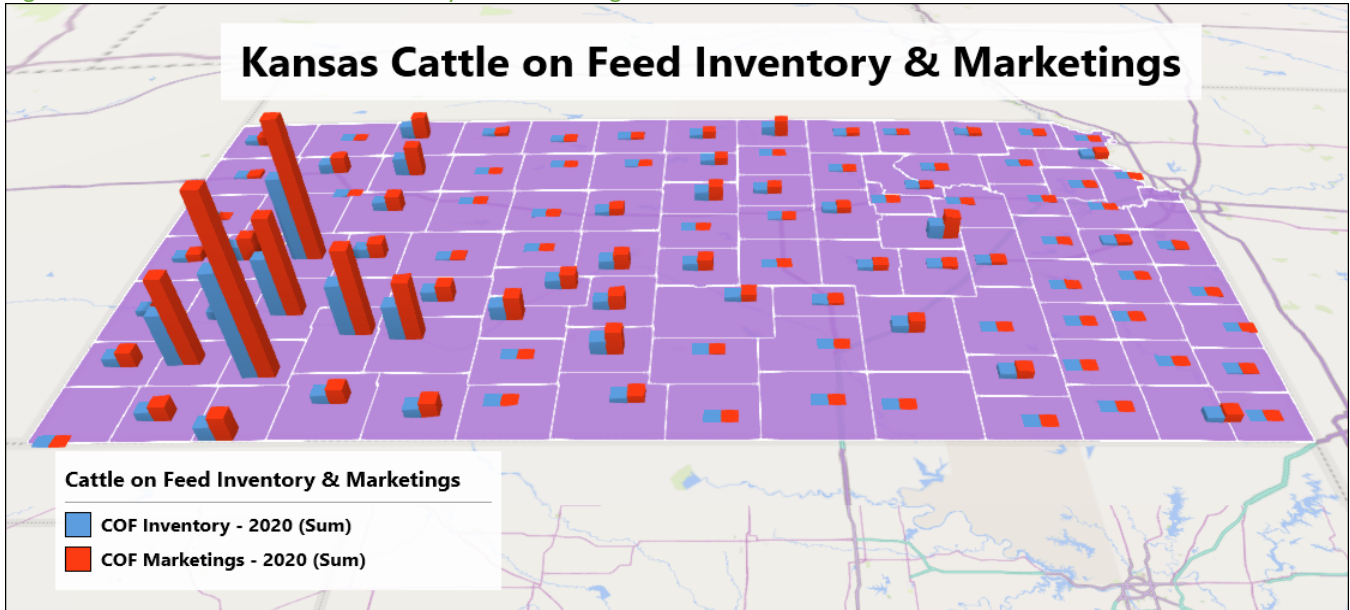 Kansas Cattle on Feed Inventory & Marketings
Cattle on Feed Inventory & Marketings
COF Inventory - 2020 (Sum)
COF Marketings - 2020 (Sum)